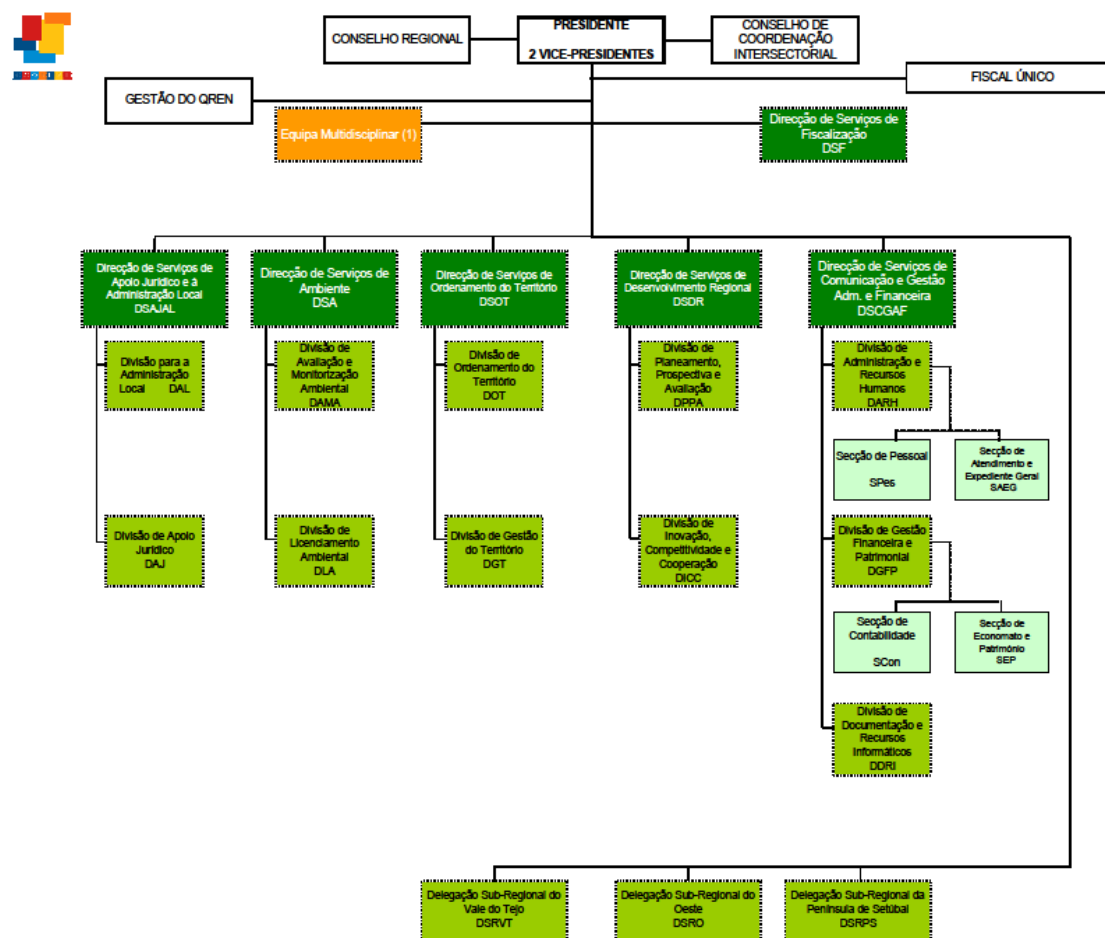 CONSELHO REGIONAL
PRESIDENTE
2 VICE-PRESIDENTES
CONSELHO DE
COORDENAÇÃO
INTERSECTORIAL
FISCAL ÚNICO
GESTÃO DO QREN
Equipa Multidisciplinar (1)
Direcção de Serviços de
Fiscalização
DSF
Direcção de Serviços de
Apoio Jurídico e à
Administração Local
DSAJAL
Direcção de Serviços de
Ambiente
DSA
Direcção de Serviços de
Ordenamento do Território
DSOT
Direcção de Serviços de
Desenvolvimento Regional
DSDR
Direcção de Serviços de
Comunicação e Gestão
Adm. e Financeira
DSCGAF
Divisão para a
Administração
Local DAL
Divisão de
Avaliação e
Monitorização
Ambiental
DAMA
Divisão de
Ordenamento do
Território
DOT
Divisão de
Planeamento,
Prospectiva e
Avaliação
DPPA
Divisão de
Administração e
Recursos
Humanos
DARH
Secção de Pessoal
SPes
Secção de
Atendimento e
Expediente Geral
SAEG
Divisão de Apoio
Jurídico
DAJ
Divisão de
Licenciamento
Ambiental
DLA
Divisão de Gestão
do Território
DGT
Divisão de
Inovação,
Competitividade e
Cooperação
DICC
Divisão de Gestão
Financeira e
Patrimonial
DGFP
Secção de
Contabilidade
SCon
Secção de
Economato e
Património
SEP
Divisão de
Documentação e
Recursos
Informáticos
DDRI
Delegação Sub-Regional do
Vale do Tejo
DSRVT
Delegação Sub-Regional do
Oeste
DSRO
Delegação Sub-Regional da
Península de Setúbal
DSRPS